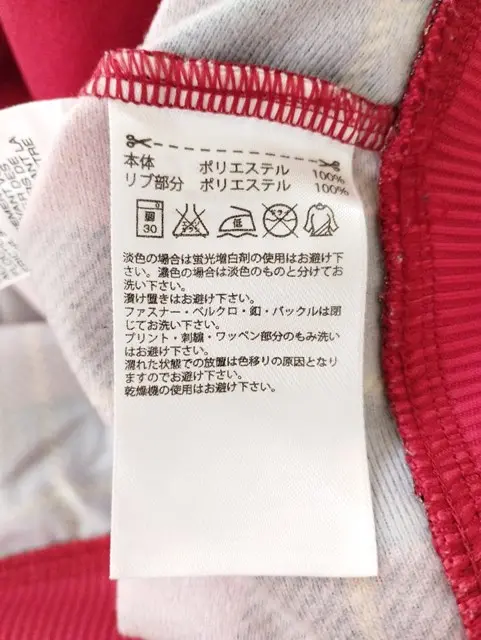 本体 ポリエステル 100%
リブ部分 ポリエステル 100%
弱 30 低
淡色の場合は蛍光増白剤の使用はお避け下
さい。濃色の場合は淡色のものと分けてお
洗い下さい。
漬け置きはお避け下さい。
ファスナー・ベルクロ・釦・バックルは閉
じてお洗い下さい。
プリント・刺繍・ワッペン部分のもみ洗い
はお避け下さい。
濡れた状態での放置は色移りの原因となり
ますのでお避け下さい。
乾燥機の使用はお避け下さい。